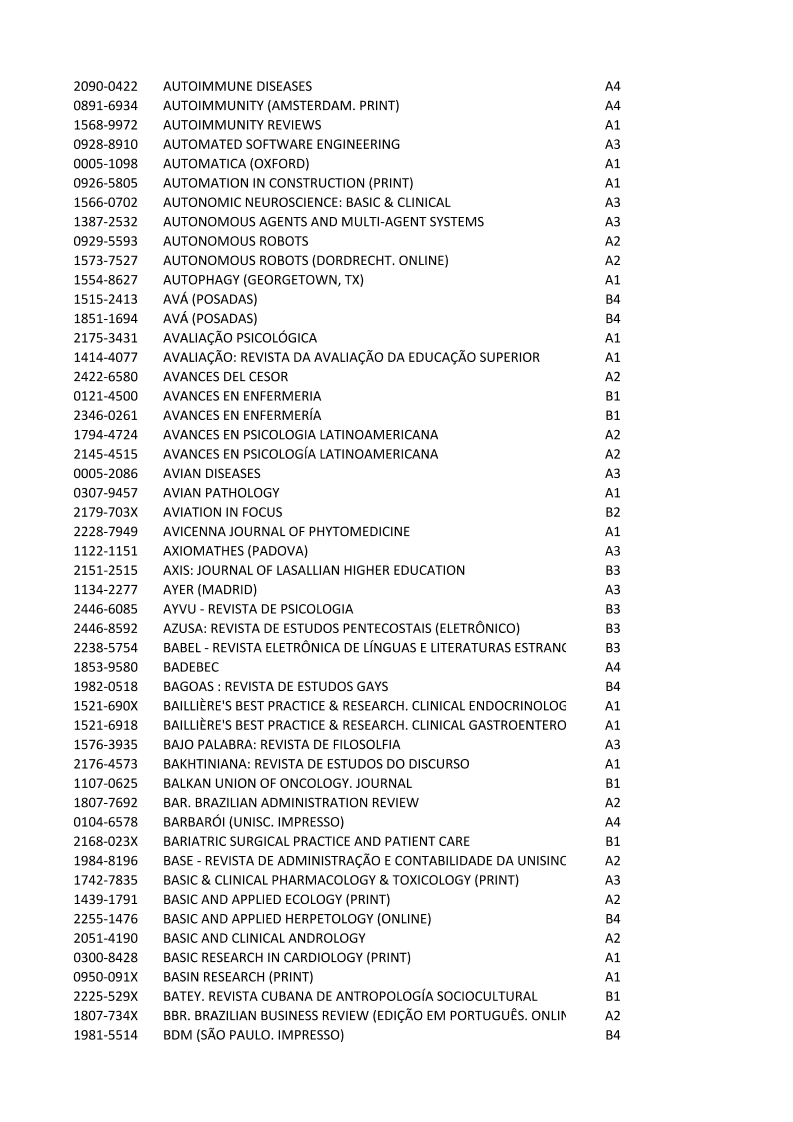 2090-0422 AUTOIMMUNE DISEASES A4
0891-6934 AUTOIMMUNITY (AMSTERDAM. PRINT) A4
1568-9972 AUTOIMMUNITY REVIEWS A1
0928-8910 AUTOMATED SOFTWARE ENGINEERING A3
0005-1098 AUTOMATICA (OXFORD) A1
0926-5805 AUTOMATION IN CONSTRUCTION (PRINT) A1
1566-0702 AUTONOMIC NEUROSCIENCE: BASIC & CLINICAL A3
1387-2532 AUTONOMOUS AGENTS AND MULTI-AGENT SYSTEMS A3
0929-5593 AUTONOMOUS ROBOTS A2
1573-7527 AUTONOMOUS ROBOTS (DORDRECHT. ONLINE) A2
1554-8627 AUTOPHAGY (GEORGETOWN, TX) A1
1515-2413 AVÁ (POSADAS) B4
1851-1694 AVÁ (POSADAS) B4
2175-3431 AVALIAÇÃO PSICOLÓGICA A1
1414-4077 AVALIAÇÃO: REVISTA DA AVALIAÇÃO DA EDUCAÇÃO SUPERIOR A1
2422-6580 AVANCES DEL CESOR A2
0121-4500 AVANCES EN ENFERMERIA B1
2346-0261 AVANCES EN ENFERMERÍA B1
1794-4724 AVANCES EN PSICOLOGIA LATINOAMERICANA A2
2145-4515 AVANCES EN PSICOLOGÍA LATINOAMERICANA A2
0005-2086 AVIAN DISEASES A3
0307-9457 AVIAN PATHOLOGY A1
2179-703X AVIATION IN FOCUS B2
2228-7949 AVICENNA JOURNAL OF PHYTOMEDICINE A1
1122-1151 AXIOMATHES (PADOVA) A3
2151-2515 AXIS: JOURNAL OF LASALLIAN HIGHER EDUCATION B3
1134-2277 AYER (MADRID) A3
2446-6085 AYVU - REVISTA DE PSICOLOGIA B3
2446-8592 AZUSA: REVISTA DE ESTUDOS PENTECOSTAIS (ELETRÔNICO) B3
2238-5754 BABEL - REVISTA ELETRÔNICA DE LÍNGUAS E LITERATURAS ESTRANG B3
1853-9580 BADEBEC A4
1982-0518 BAGOAS : REVISTA DE ESTUDOS GAYS B4
1521-690X BAILLIÈRE'S BEST PRACTICE & RESEARCH. CLINICAL ENDOCRINOLOG A1
1521-6918 BAILLIÈRE'S BEST PRACTICE & RESEARCH. CLINICAL GASTROENTERO A1
1576-3935 BAJO PALABRA: REVISTA DE FILOSOLFIA A3
2176-4573 BAKHTINIANA: REVISTA DE ESTUDOS DO DISCURSO A1
1107-0625 BALKAN UNION OF ONCOLOGY. JOURNAL B1
1807-7692 BAR. BRAZILIAN ADMINISTRATION REVIEW A2
0104-6578 BARBARÓI (UNISC. IMPRESSO) A4
2168-023X BARIATRIC SURGICAL PRACTICE AND PATIENT CARE B1
1984-8196 BASE - REVISTA DE ADMINISTRAÇÃO E CONTABILIDADE DA UNISINO A2
1742-7835 BASIC & CLINICAL PHARMACOLOGY & TOXICOLOGY (PRINT) A3
1439-1791 BASIC AND APPLIED ECOLOGY (PRINT) A2
2255-1476 BASIC AND APPLIED HERPETOLOGY (ONLINE) B4
2051-4190 BASIC AND CLINICAL ANDROLOGY A2
0300-8428 BASIC RESEARCH IN CARDIOLOGY (PRINT) A1
0950-091X BASIN RESEARCH (PRINT) A1
2225-529X BATEY. REVISTA CUBANA DE ANTROPOLOGÍA SOCIOCULTURAL B1
1807-734X BBR. BRAZILIAN BUSINESS REVIEW (EDIÇÃO EM PORTUGUÊS. ONLIN A2
1981-5514 BDM (SÃO PAULO. IMPRESSO) B4